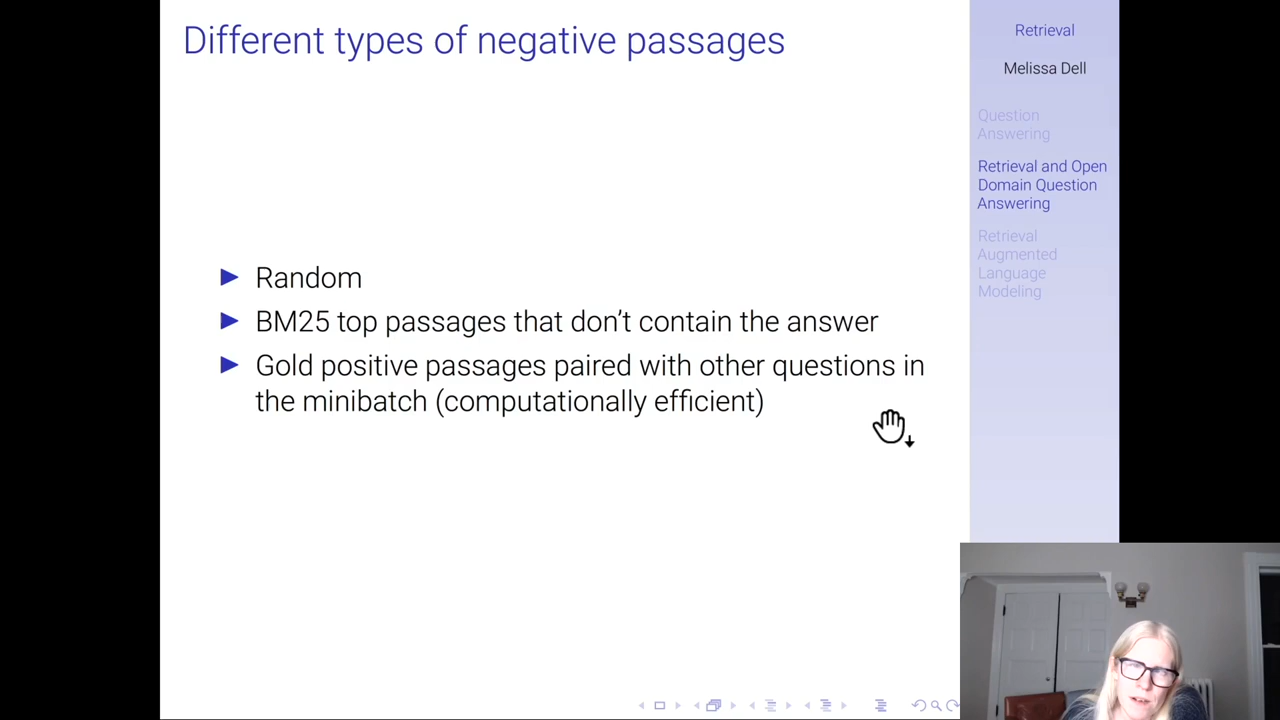 Different types of negative passages
Random
BM25 top passages that don't contain the answer
Gold positive passages paired with other questions in
the minibatch (computationally efficient)
Retrieval
Melissa Dell
Question
Answering
Retrieval and Open
Domain Question
Answering
Retrieval
Augmented
Language
Modeling